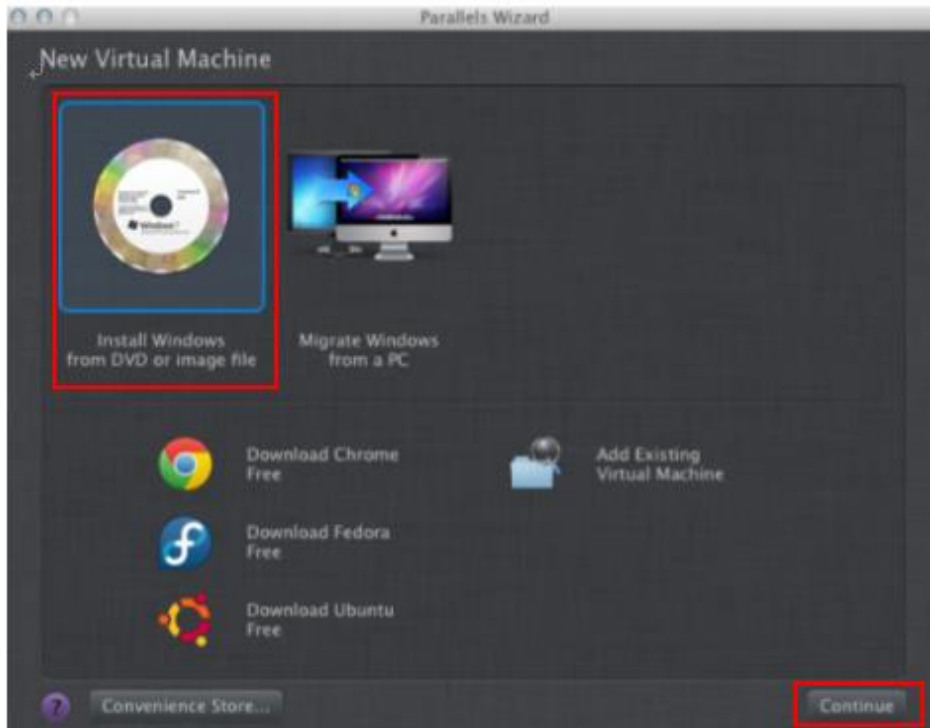 Parallels Wizard
New Virtual Machine
Install Windows
from DVD or image file
Migrate Windows
from a PC
Download Chrome
Free
Add Existing
Virtual Machine
Download Fedora
Free
Download Ubuntu
Free
?
Convenience Store...
Continue